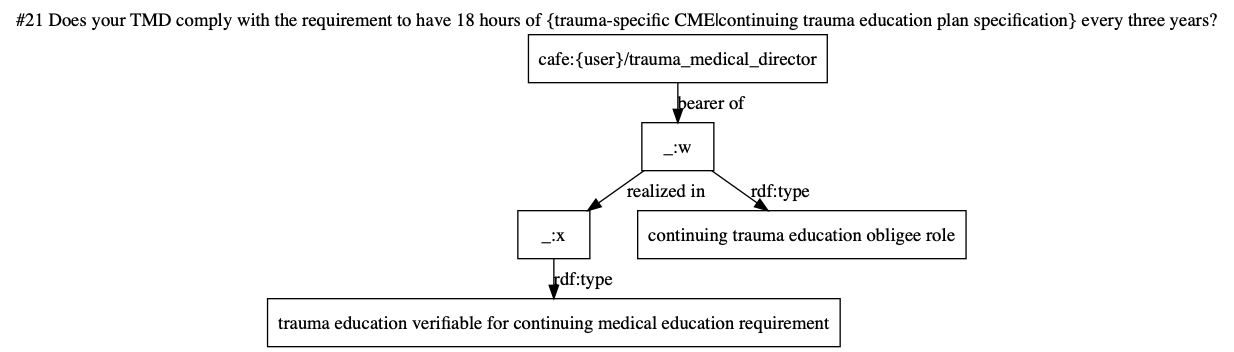 #21 Does your TMD comply with the requirement to have 18 hours of {trauma-specific CME|continuing trauma education plan specification} every three years?
cafe:{user}/trauma_medical_director
bearer of
_:w
realized in
rdf:type
_:x
continuing trauma education obligee role
rdf:type
trauma education verifiable for continuing medical education requirement